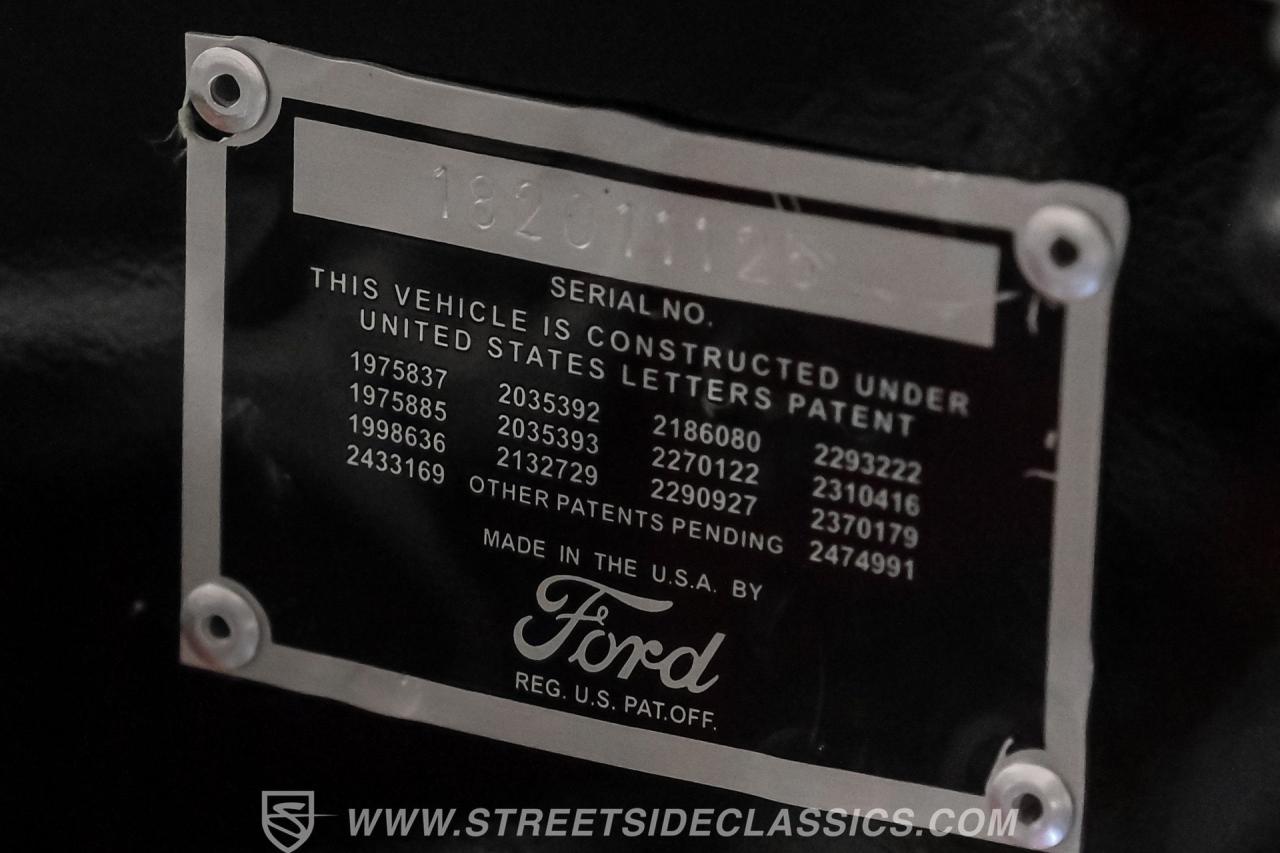 SERIAL NO.
THIS VEHICLE IS CONSTRUCTED UNDER
UNITED STATES LETTERS PATENT
1975837 2035392 2186080 2293222
1975885 2035393 2270122 2310416
1998636 2132729 2290927 2370179
2433169 OTHER PATENTS PENDING 2474991
MADE IN THE U.S.A. BY
Ford
REG. U.S. PAT.OFF.
WWW.STREETSIDECLASSICS.COM